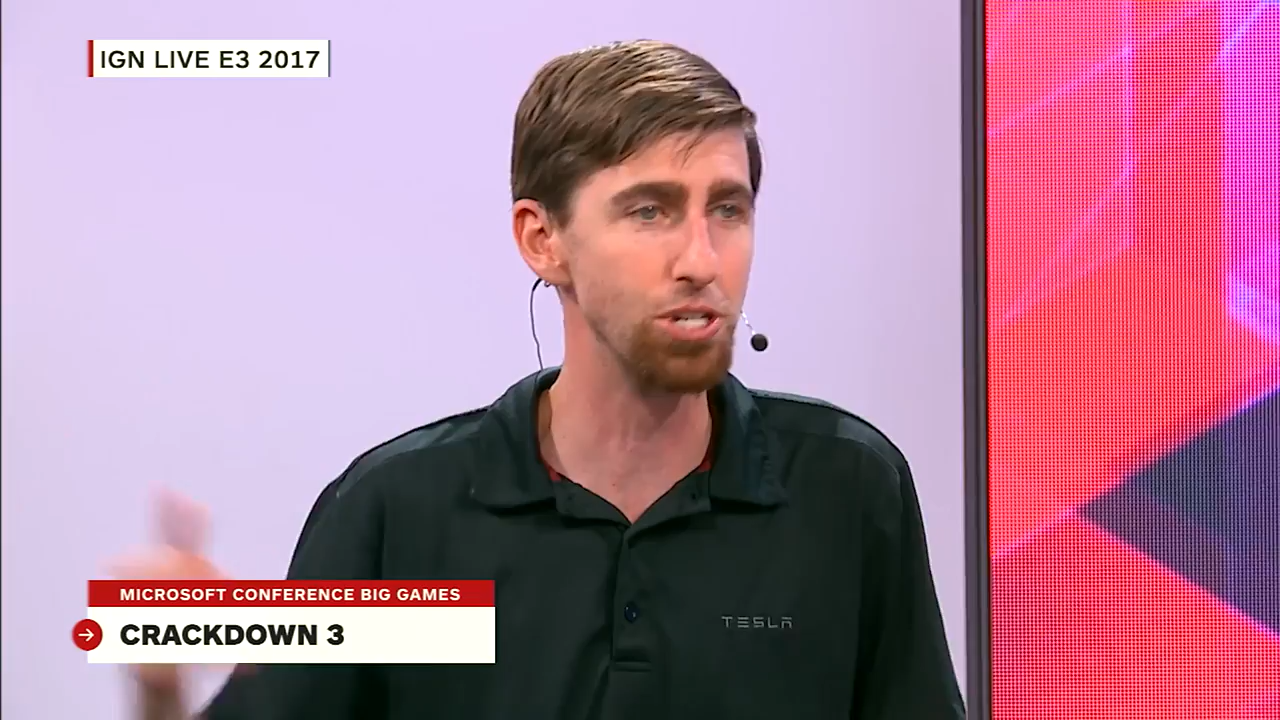 IGN LIVE E3 2017
MICROSOFT CONFERENCE BIG GAMES
CRACKDOWN 3
TESLA